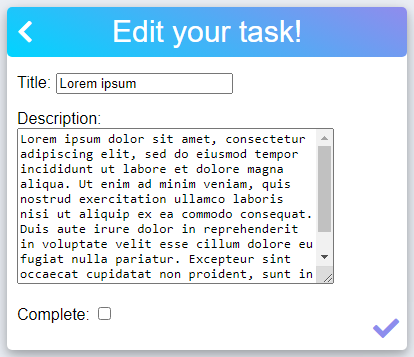 Edit your task!
Title: Lorem ipsum
Description:
Lorem ipsum dolor sit amet, consectetur
adipiscing elit, sed do eiusmod tempor
incididunt ut labore et dolore magna
aliqua. Ut enim ad minim veniam, quis
nostrud exercitation ullamco laboris
nisi ut aliquip ex ea commodo consequat.
Duis aute irure dolor in reprehenderit
in voluptate velit esse cillum dolore eu
fugiat nulla pariatur. Excepteur sint
occaecat cupidatat non proident, sunt in
Complete: